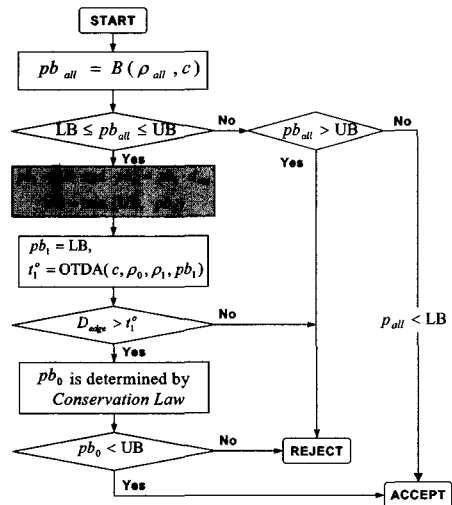 START
pb_all = B(ρ_all, c)
LB ≤ pb_all ≤ UB
No
pb_all > UB
No
Yes
Yes
pb_1 = LB,
t_1^o = OTDA(c, ρ_0, ρ_1, pb_1)
D_edge > t_1^o
No
p_all < LB
Yes
pb_0 is determined by
Conservation Law
pb_0 < UB
No
REJECT
Yes
ACCEPT